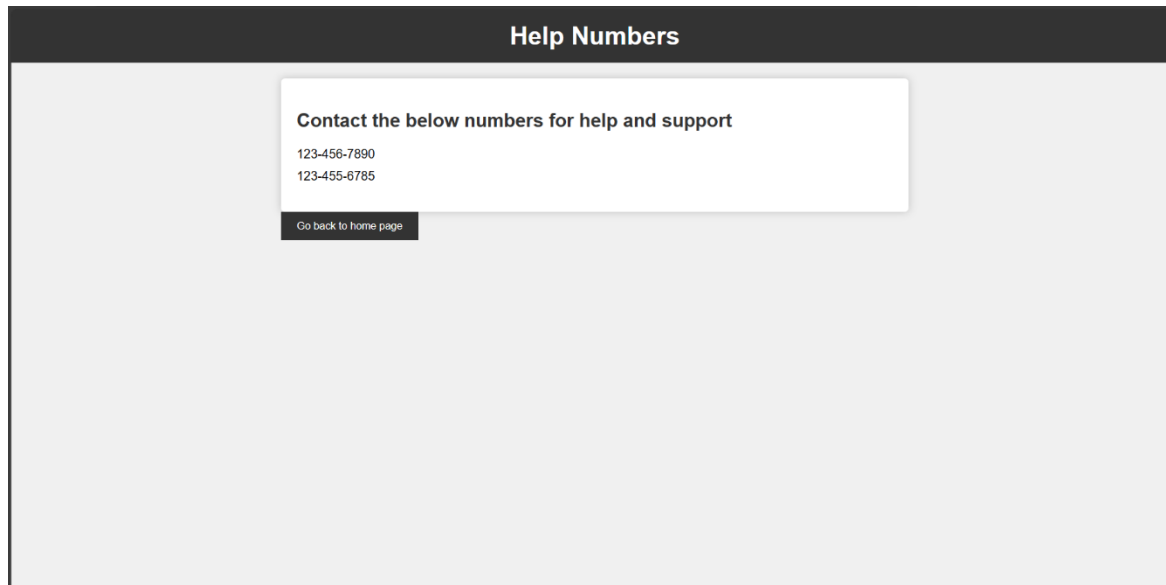 Help Numbers
Contact the below numbers for help and support
123-456-7890
123-455-6785
Go back to home page